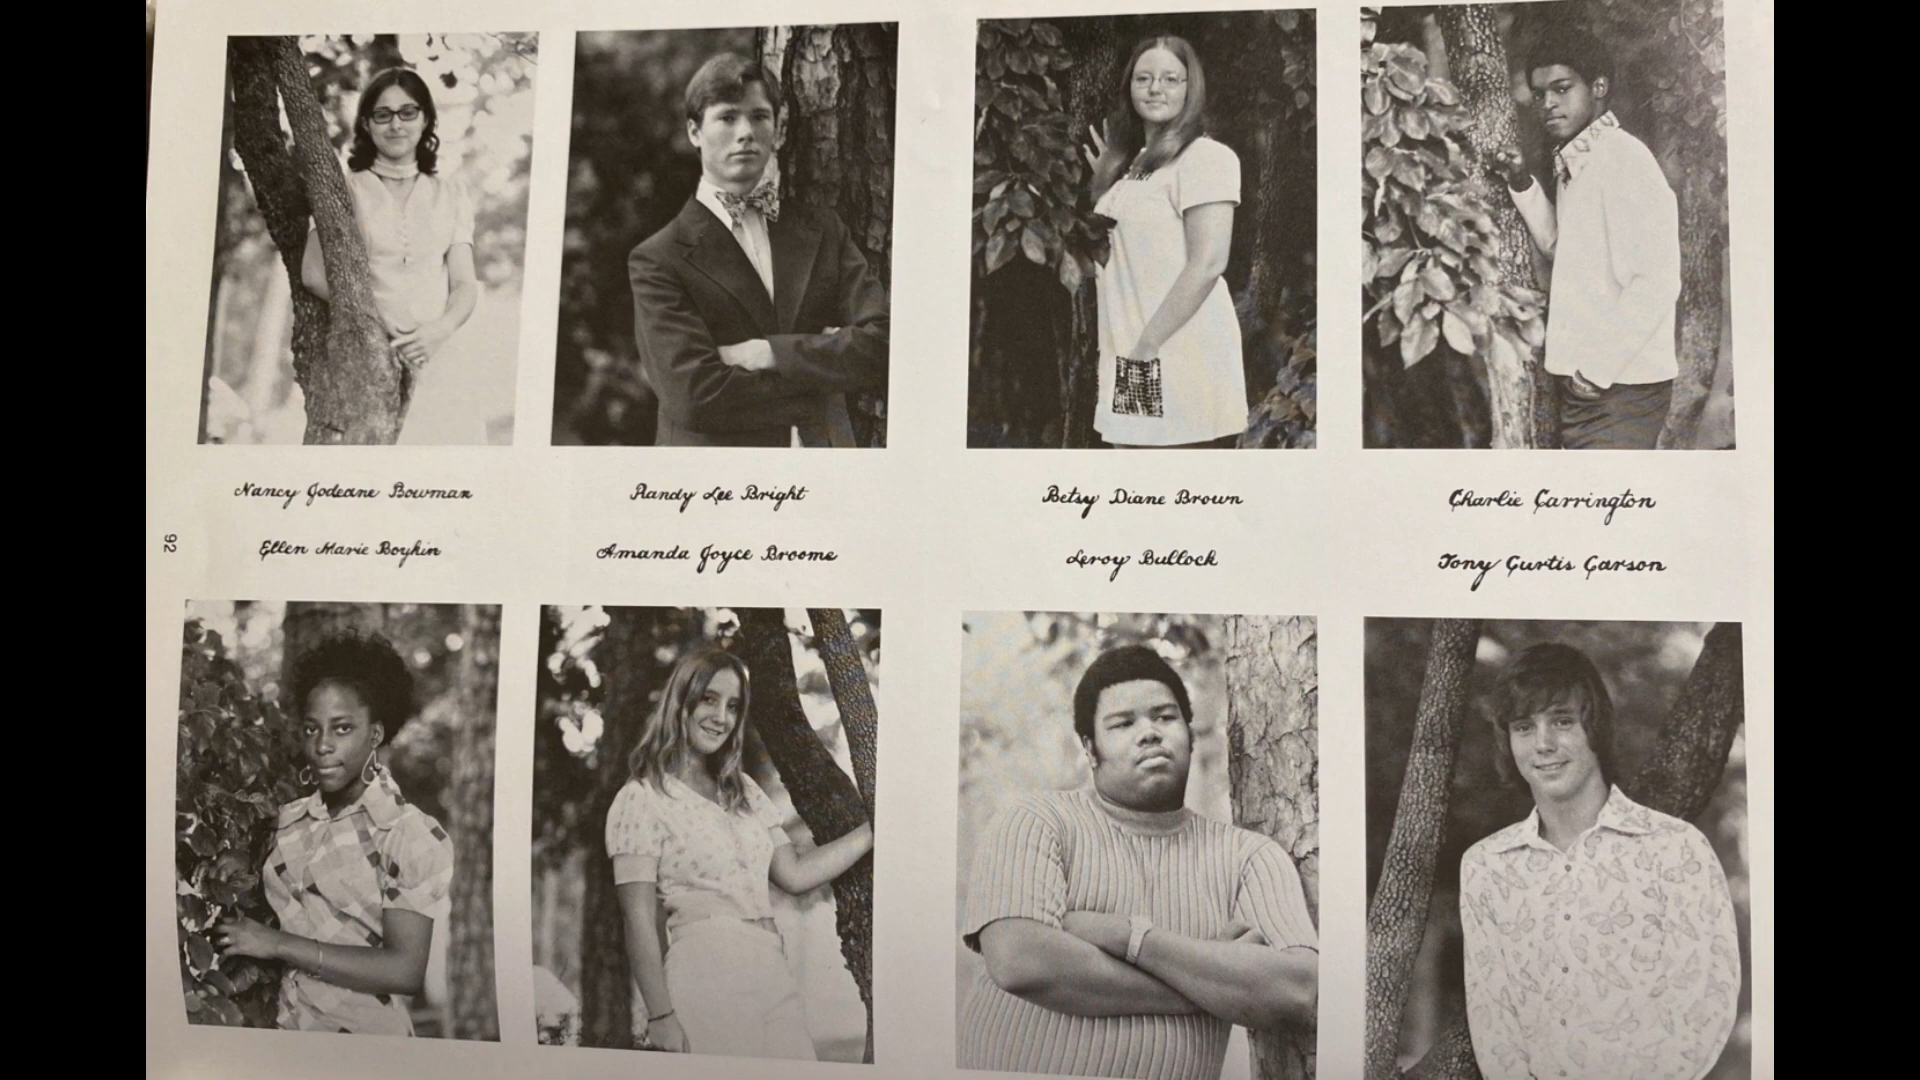 Nancy Jodeane Bowman
Randy Lee Bright
Betsy Diane Brown
Charlie Carrington
92
Ellen Marie Boykin
Amanda Joyce Broome
Leroy Bullock
Tony Curtis Carson